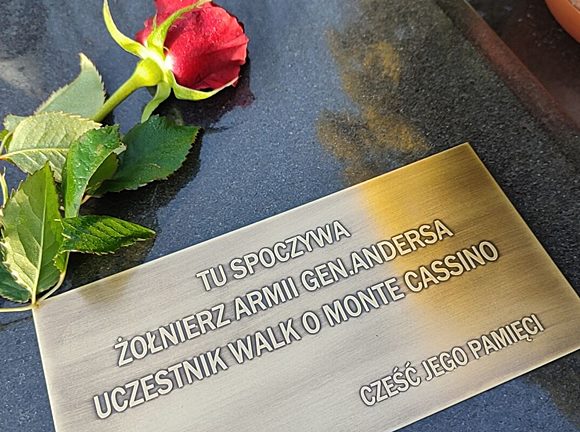 TU SPOCZYWA
ŻOŁNIERZ ARMII GEN.ANDERSA
UCZESTNIK WALK O MONTE CASSINO
CZEŚĆ JEGO PAMIĘCI